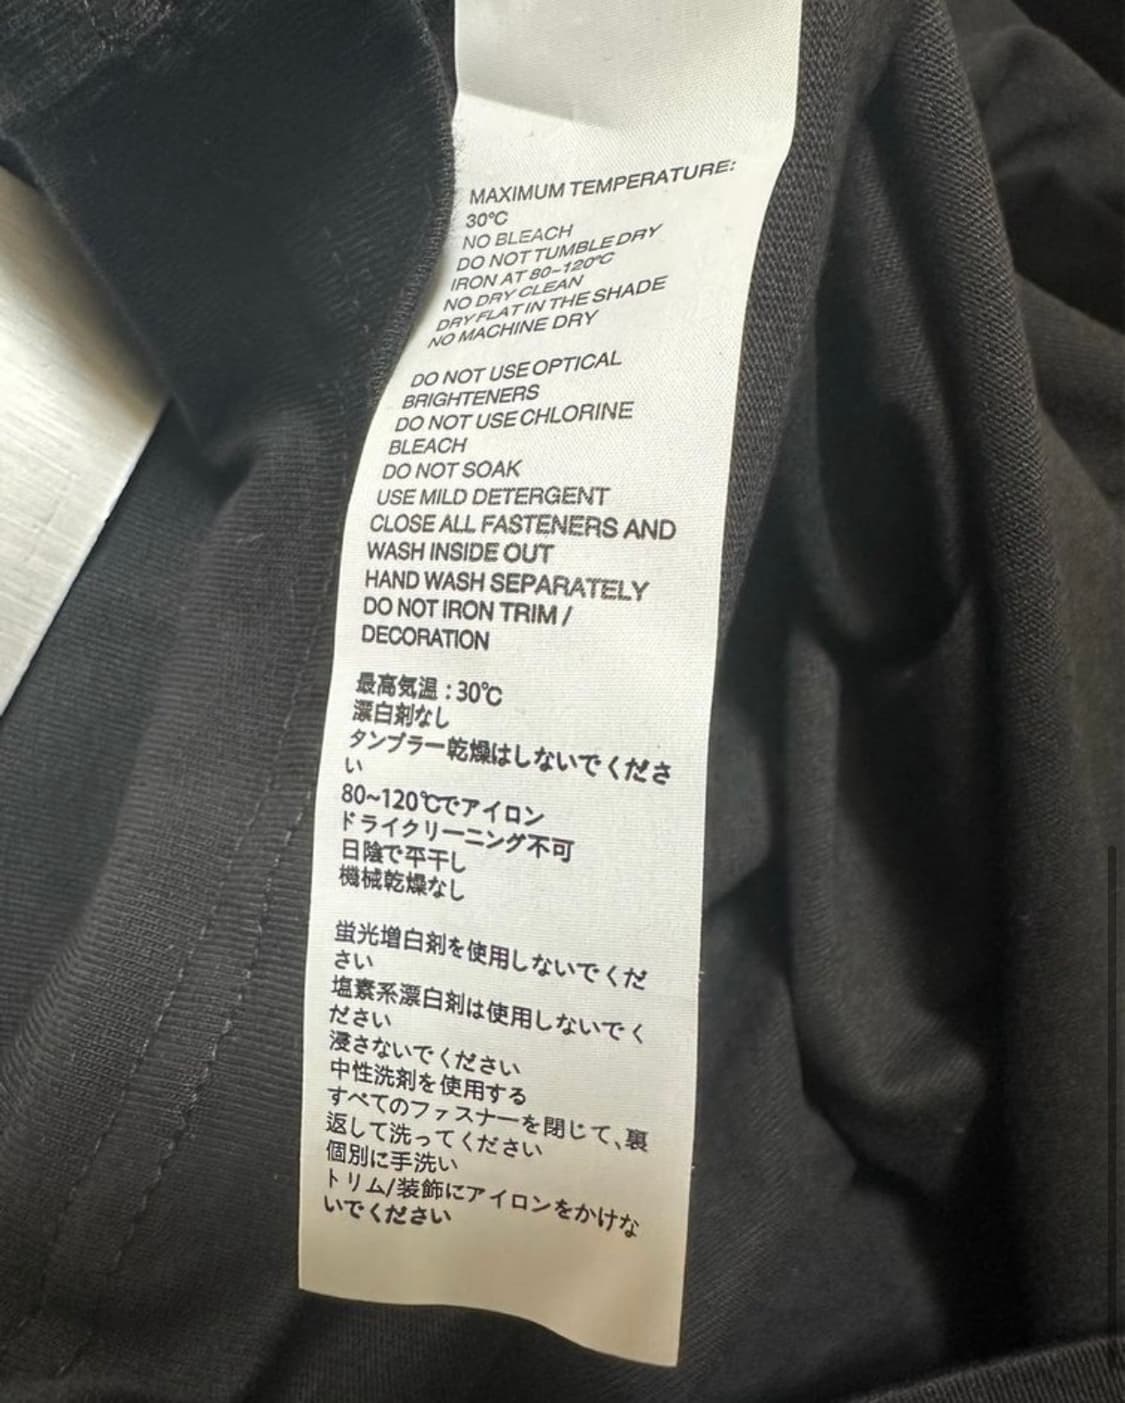 MAXIMUM TEMPERATURE:
30°C
NO BLEACH
DO NOT TUMBLE DRY
IRON AT 80-120°C
NO DRY CLEAN
DRY FLAT IN THE SHADE
NO MACHINE DRY
DO NOT USE OPTICAL
BRIGHTENERS
DO NOT USE CHLORINE
BLEACH
DO NOT SOAK
USE MILD DETERGENT
CLOSE ALL FASTENERS AND
WASH INSIDE OUT
HAND WASH SEPARATELY
DO NOT IRON TRIM /
DECORATION
最高気温 : 30℃
漂白剤なし
タンブラー乾燥はしないでくださ
い
80~120℃でアイロン
ドライクリーニング不可
日陰で平干し
機械乾燥なし
蛍光増白剤を使用しないでくだ
さい
塩素系漂白剤は使用しないでく
ださい
浸さないでください
中性洗剤を使用する
すべてのファスナーを閉じて、裏
返して洗ってください
個別に手洗い
トリム/装飾にアイロンをかけな
いでください